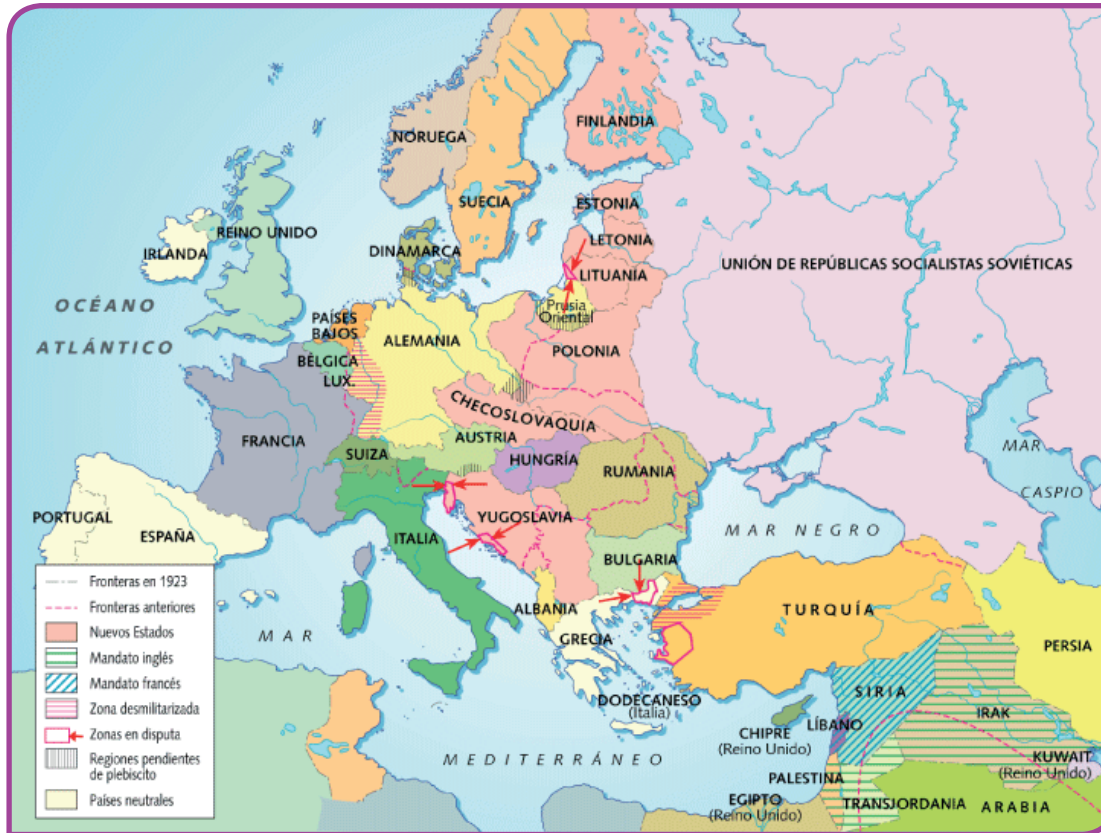 NORUEGA
FINLANDIA
SUECIA
ESTONIA
REINO UNIDO
IRLANDA
DINAMARCA
LETONIA
LITUANIA
UNIÓN DE REPÚBLICAS SOCIALISTAS SOVIÉTICAS
OCÉANO
ATLÁNTICO
PAÍSES
BAJOS
Prusia
Oriental
ALEMANIA
POLONIA
BÉLGICA
LUX.
CHECOSLOVAQUÍA
FRANCIA
AUSTRIA
SUIZA
HUNGRÍA
RUMANIA
MAR
CASPIO
PORTUGAL
ESPAÑA
ITALIA
YUGOSLAVIA
MAR NEGRO
BULGARIA
ALBANIA
TURQUÍA
GRECIA
PERSIA
DODECANESO
(Italia)
SIRIA
IRAK
CHIPRE
(Reino Unido)
LÍBANO
KUWAIT
(Reino Unido)
PALESTINA
EGIPTO
(Reino Unido)
TRANSJORDANIA
ARABIA
MAR
MEDITERRÁNEO
Fronteras en 1923
Fronteras anteriores
Nuevos Estados
Mandato inglés
Mandato francés
Zona desmilitarizada
Zonas en disputa
Regiones pendientes
de plebiscito
Países neutrales